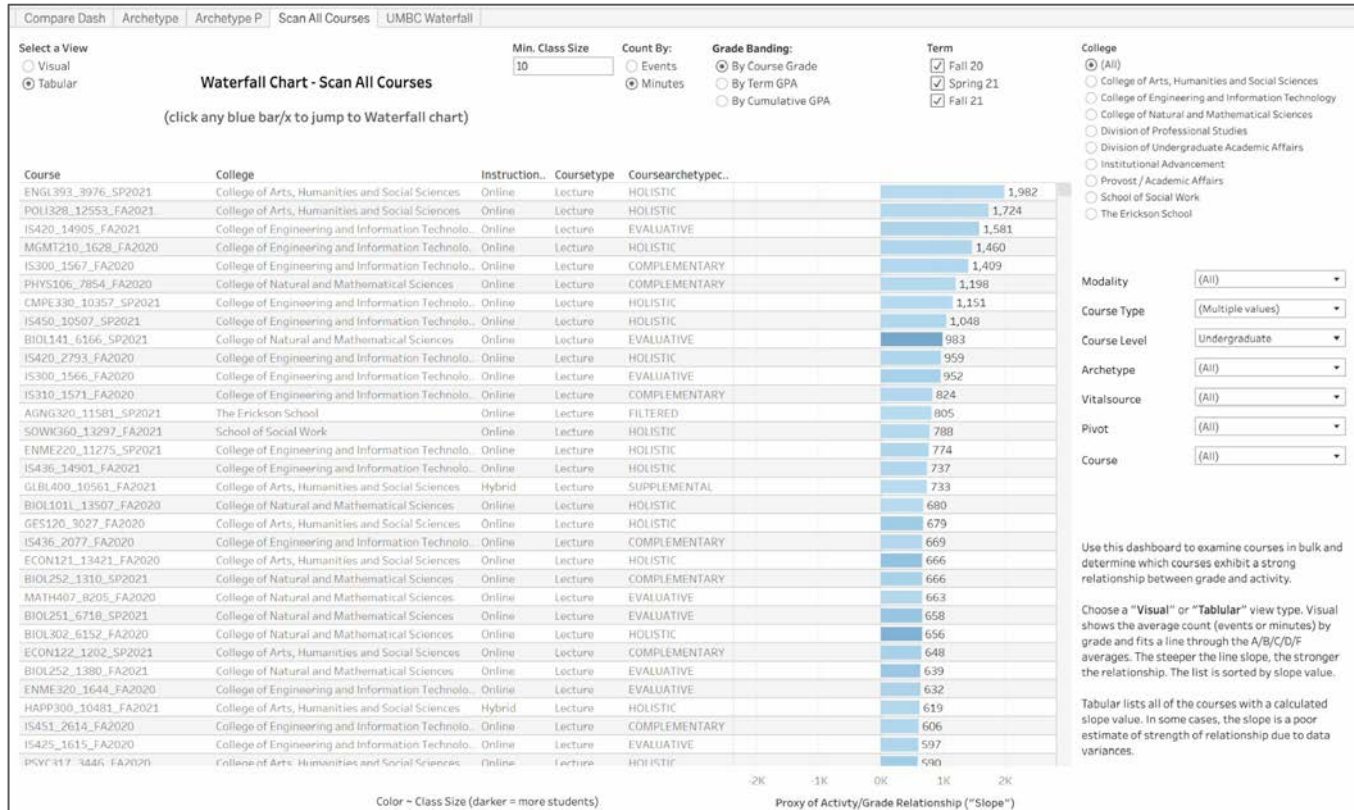 Compare Dash Archetype Archetype P Scan All Courses UMBC Waterfall
Select a View
Visual
Tabular
Waterfall Chart - Scan All Courses
(click any blue bar/x to jump to Waterfall chart)
Min. Class Size
10
Count By:
Events
Minutes
Grade Banding:
By Course Grade
By Term GPA
By Cumulative GPA
Term
Fall 20
Spring 21
Fall 21
College
(All)
College of Arts, Humanities and Social Sciences
College of Engineering and Information Technology
College of Natural and Mathematical Sciences
Division of Professional Studies
Division of Undergraduate Academic Affairs
Institutional Advancement
Provost / Academic Affairs
School of Social Work
The Erickson School
Course College Instruction.. Coursetype Coursearchetypec..
ENGL393_3976_SP2021 College of Arts, Humanities and Social Sciences Online Lecture HOLISTIC 1,982
POLI328_12553_FA2021 College of Arts, Humanities and Social Sciences Online Lecture HOLISTIC 1,724
IS420_14905_FA2021 College of Engineering and Information Technolo.. Online Lecture EVALUATIVE 1,581
MGMT210_1628_FA2020 College of Engineering and Information Technolo.. Online Lecture HOLISTIC 1,460
IS300_1567_FA2020 College of Engineering and Information Technolo.. Online Lecture COMPLEMENTARY 1,409
PHYS106_7854_FA2020 College of Natural and Mathematical Sciences Online Lecture COMPLEMENTARY 1,198
CMPE330_10357_SP2021 College of Engineering and Information Technolo.. Online Lecture HOLISTIC 1,151
IS450_10507_SP2021 College of Engineering and Information Technolo.. Online Lecture HOLISTIC 1,048
BIOL141_6166_SP2021 College of Natural and Mathematical Sciences Online Lecture EVALUATIVE 983
IS420_2793_FA2020 College of Engineering and Information Technolo.. Online Lecture HOLISTIC 959
IS300_1566_FA2020 College of Engineering and Information Technolo.. Online Lecture EVALUATIVE 952
IS310_1571_FA2020 College of Engineering and Information Technolo.. Online Lecture COMPLEMENTARY 824
AGNG320_11581_SP2021 The Erickson School Online Lecture FILTERED 805
SOWK360_13297_FA2021 School of Social Work Online Lecture HOLISTIC 788
ENME220_11275_SP2021 College of Engineering and Information Technolo.. Online Lecture HOLISTIC 774
IS436_14901_FA2021 College of Engineering and Information Technolo.. Online Lecture HOLISTIC 737
GLBL400_10561_FA2021 College of Arts, Humanities and Social Sciences Hybrid Lecture SUPPLEMENTAL 733
BIOL101L_13507_FA2020 College of Natural and Mathematical Sciences Online Lecture HOLISTIC 680
GES120_3027_FA2020 College of Arts, Humanities and Social Sciences Online Lecture HOLISTIC 679
IS436_2077_FA2020 College of Engineering and Information Technolo.. Online Lecture COMPLEMENTARY 669
ECON121_13421_FA2020 College of Arts, Humanities and Social Sciences Online Lecture HOLISTIC 666
BIOL252_1310_SP2021 College of Natural and Mathematical Sciences Online Lecture COMPLEMENTARY 666
MATH407_8205_FA2020 College of Natural and Mathematical Sciences Online Lecture EVALUATIVE 663
BIOL251_6718_SP2021 College of Natural and Mathematical Sciences Online Lecture EVALUATIVE 658
BIOL302_6152_FA2020 College of Natural and Mathematical Sciences Online Lecture HOLISTIC 656
ECON122_1202_SP2021 College of Arts, Humanities and Social Sciences Online Lecture COMPLEMENTARY 648
BIOL252_1380_FA2021 College of Natural and Mathematical Sciences Online Lecture EVALUATIVE 639
ENME320_1644_FA2020 College of Engineering and Information Technolo.. Online Lecture EVALUATIVE 632
HAPP300_10481_FA2021 College of Arts, Humanities and Social Sciences Hybrid Lecture HOLISTIC 619
IS451_2614_FA2020 College of Engineering and Information Technolo.. Online Lecture COMPLEMENTARY 606
IS425_1615_FA2020 College of Engineering and Information Technolo.. Online Lecture EVALUATIVE 597
PSYC317_3446_FA2020 College of Arts, Humanities and Social Sciences Online Lecture HOLISTIC 590
-2K -1K 0K 1K 2K
Color ~ Class Size (darker = more students)
Proxy of Activty/Grade Relationship ("Slope")
Modality (All)
Course Type (Multiple values)
Course Level Undergraduate
Archetype (All)
Vitalsource (All)
Pivot (All)
Course (All)
Use this dashboard to examine courses in bulk and
determine which courses exhibit a strong
relationship between grade and activity.
Choose a "Visual" or "Tablular" view type. Visual
shows the average count (events or minutes) by
grade and fits a line through the A/B/C/D/F
averages. The steeper the line slope, the stronger
the relationship. The list is sorted by slope value.
Tabular lists all of the courses with a calculated
slope value. In some cases, the slope is a poor
estimate of strength of relationship due to data
variances.